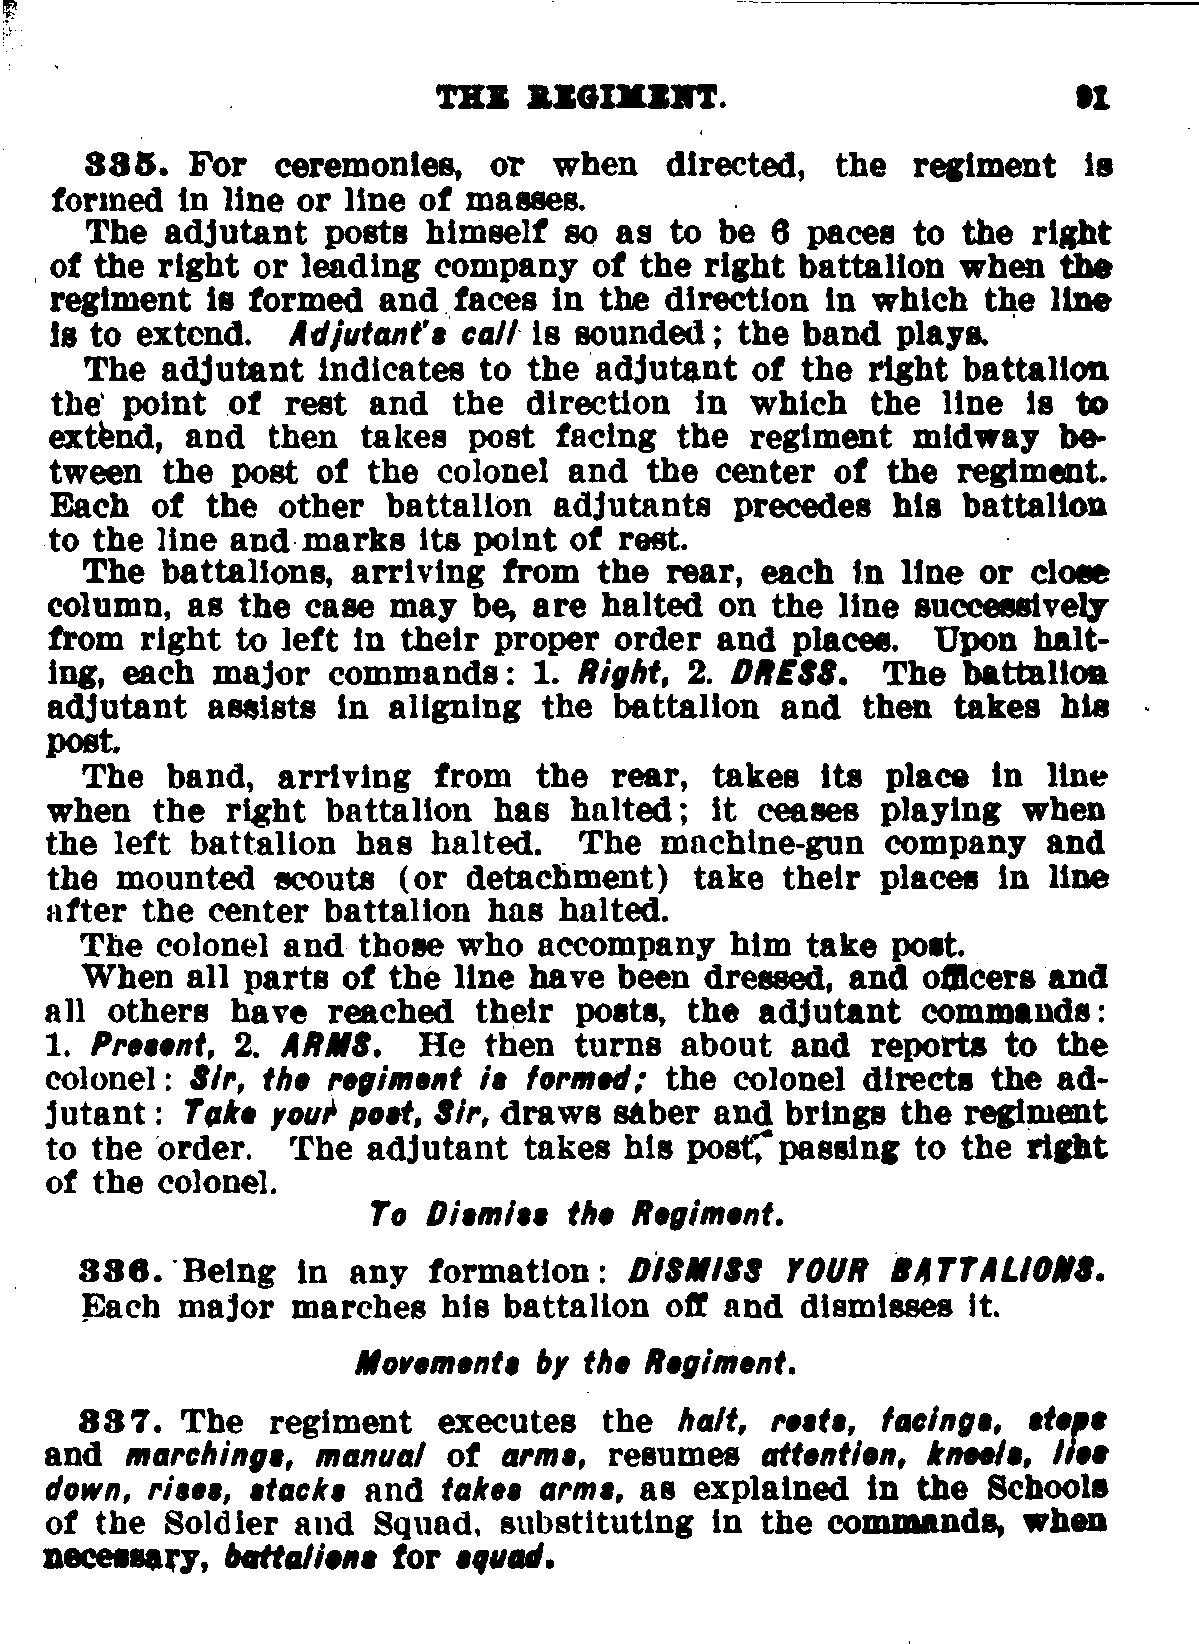 THE REGIMENT. 91
335. For ceremonies, or when directed, the regiment is
formed in line or line of masses.
The adjutant posts himself so as to be 6 paces to the right
of the right or leading company of the right battalion when the
regiment is formed and faces in the direction in which the line
is to extend. Adjutant's call is sounded; the band plays.
The adjutant indicates to the adjutant of the right battalion
the point of rest and the direction in which the line is to
extend, and then takes post facing the regiment midway be-
tween the post of the colonel and the center of the regiment.
Each of the other battalion adjutants precedes his battalion
to the line and marks its point of rest.
The battalions, arriving from the rear, each in line or close
column, as the case may be, are halted on the line successively
from right to left in their proper order and places. Upon halt-
ing, each major commands: 1. Right, 2. DRESS. The battalion
adjutant assists in aligning the battalion and then takes his
post.
The band, arriving from the rear, takes its place in line
when the right battalion has halted; it ceases playing when
the left battalion has halted. The machine-gun company and
the mounted scouts (or detachment) take their places in line
after the center battalion has halted.
The colonel and those who accompany him take post.
When all parts of the line have been dressed, and officers and
all others have reached their posts, the adjutant commands:
1. Present, 2. ARMS. He then turns about and reports to the
colonel: Sir, the regiment is formed; the colonel directs the ad-
jutant: Take your post, Sir, draws saber and brings the regiment
to the order. The adjutant takes his post, passing to the right
of the colonel.
To Dismiss the Regiment.
336. Being in any formation: DISMISS YOUR BATTALIONS.
Each major marches his battalion off and dismisses it.
Movements by the Regiment.
337. The regiment executes the halt, rests, facings, steps
and marchings, manual of arms, resumes attention, kneels, lies
down, rises, stacks and takes arms, as explained in the Schools
of the Soldier and Squad, substituting in the commands, when
necessary, battalions for squad.